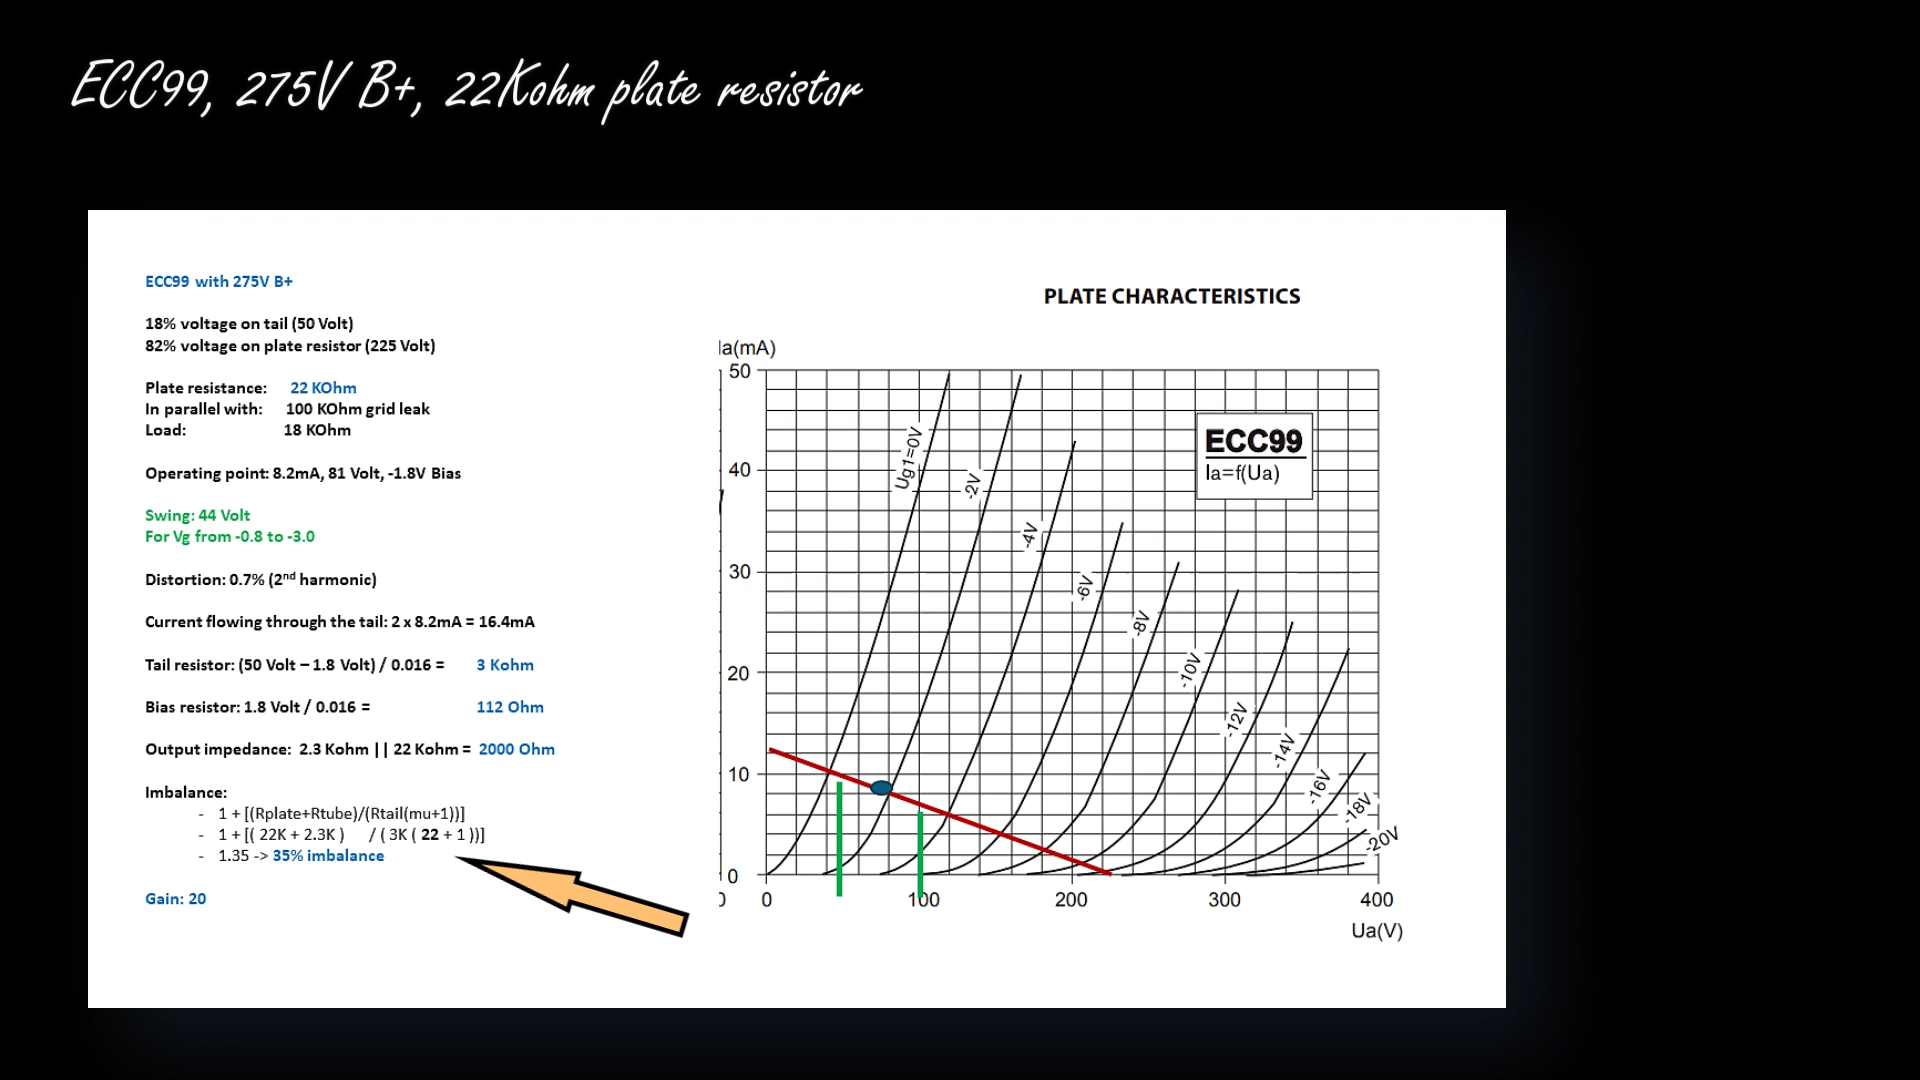 ECC99, 275V B+, 22Kohm plate resistor
ECC99 with 275V B+
18% voltage on tail (50 Volt)
82% voltage on plate resistor (225 Volt)
Plate resistance: 22 KOhm
In parallel with: 100 KOhm grid leak
Load: 18 KOhm
Operating point: 8.2mA, 81 Volt, -1.8V Bias
Swing: 44 Volt
For Vg from -0.8 to -3.0
Distortion: 0.7% (2nd harmonic)
Current flowing through the tail: 2 x 8.2mA = 16.4mA
Tail resistor: (50 Volt – 1.8 Volt) / 0.016 = 3 Kohm
Bias resistor: 1.8 Volt / 0.016 = 112 Ohm
Output impedance: 2.3 Kohm || 22 Kohm = 2000 Ohm
Imbalance:
- 1 + [(Rplate+Rtube)/(Rtail(mu+1))]
- 1 + [( 22K + 2.3K ) / ( 3K ( 22 + 1 ))]
- 1.35 -> 35% imbalance
Gain: 20
PLATE CHARACTERISTICS
Ia(mA)
50
40
30
20
10
0
Ug1=0V
-2V
-4V
-6V
-8V
-10V
-12V
-14V
-16V
-18V
-20V
ECC99
Ia=f(Ua)
0
0
100
200
300
400
Ua(V)